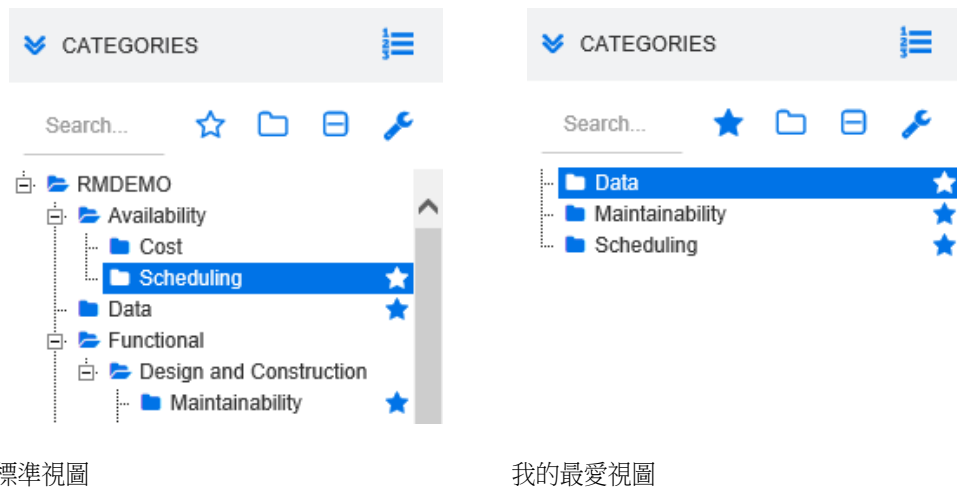 CATEGORIES
Search...
RMDEMO
Availability
Cost
Scheduling
Data
Functional
Design and Construction
Maintainability
標準視圖
CATEGORIES
Search...
Data
Maintainability
Scheduling
我的最愛視圖